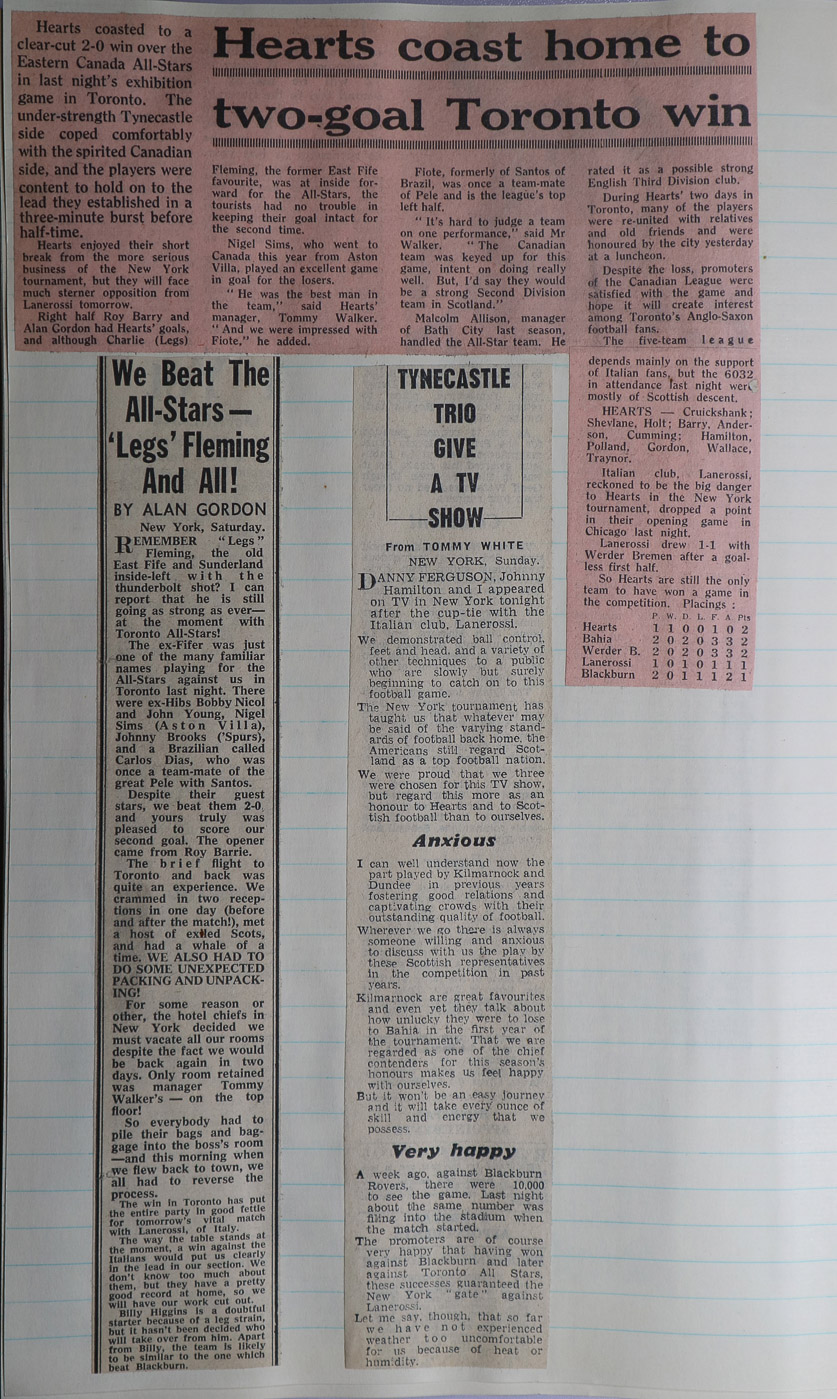 Hearts coasted to a
clear-cut 2-0 win over the
Eastern Canada All-Stars
in last night's exhibition
game in Toronto. The
under-strength Tynecastle
side coped comfortably
with the spirited Canadian
side, and the players were
content to hold on to the
lead they established in a
three-minute burst before
half-time.
Hearts enjoyed their short
break from the more serious
business of the New York
tournament, but they will face
much sterner opposition from
Lanerossi tomorrow.
Right half Roy Barry and
Alan Gordon had Hearts' goals,
and although Charlie (Legs)
Hearts coast home to
two-goal Toronto win
Fleming, the former East Fife
favourite, was at inside for-
ward for the All-Stars, the
tourists had no trouble in
keeping their goal intact for
the second time.
Nigel Sims, who went to
Canada this year from Aston
Villa, played an excellent game
in goal for the losers.
"He was the best man in
the team," said Hearts'
manager, Tommy Walker.
"And we were impressed with
Fiote," he added.
Fiote, formerly of Santos of
Brazil, was once a team-mate
of Pele and is the league's top
left half.
"It's hard to judge a team
on one performance," said Mr
Walker. "The Canadian
team was keyed up for this
game, intent on doing really
well. But, I'd say they would
be a strong Second Division
team in Scotland."
Malcolm Allison, manager
of Bath City last season,
handled the All-Star team. He
rated it as a possible strong
English Third Division club.
During Hearts' two days in
Toronto, many of the players
were re-united with relatives
and old friends and were
honoured by the city yesterday
at a luncheon.
Despite the loss, promoters
of the Canadian League were
satisfied with the game and
hope it will create interest
among Toronto's Anglo-Saxon
football fans.
The five-team league
depends mainly on the support
of Italian fans, but the 6032
in attendance last night were
mostly of Scottish descent.
HEARTS — Cruickshank;
Shevlane, Holt; Barry, Ander-
son, Cumming; Hamilton,
Polland, Gordon, Wallace,
Traynor.
Italian club, Lanerossi,
reckoned to be the big danger
to Hearts in the New York
tournament, dropped a point
in their opening game in
Chicago last night.
Lanerossi drew 1-1 with
Werder Bremen after a goal-
less first half.
So Hearts are still the only
team to have won a game in
the competition. Placings:
P W. D. L. F. A Pts
Hearts 1 1 0 0 1 0 2
Bahia 2 0 2 0 3 3 2
Werder B. 2 0 2 0 3 3 2
Lanerossi 1 0 1 0 1 1 1
Blackburn 2 0 1 1 1 2 1
We Beat The
All-Stars —
'Legs' Fleming
And All!
BY ALAN GORDON
New York, Saturday.
REMEMBER "Legs"
Fleming, the old
East Fife and Sunderland
inside-left with the
thunderbolt shot? I can
report that he is still
going as strong as ever—
at the moment with
Toronto All-Stars!
The ex-Fifer was just
one of the many familiar
names playing for the
All-Stars against us in
Toronto last night. There
were ex-Hibs Bobby Nicol
and John Young, Nigel
Sims (Aston Villa),
Johnny Brooks ('Spurs),
and a Brazilian called
Carlos Dias, who was
once a team-mate of the
great Pele with Santos.
Despite their guest
stars, we beat them 2-0,
and yours truly was
pleased to score our
second goal. The opener
came from Roy Barrie.
The brief flight to
Toronto and back was
quite an experience. We
crammed in two recep-
tions in one day (before
and after the match!), met
a host of exiled Scots,
and had a whale of a
time. WE ALSO HAD TO
DO SOME UNEXPECTED
PACKING AND UNPACK-
ING!
For some reason or
other, the hotel chiefs in
New York decided we
must vacate all our rooms
despite the fact we would
be back again in two
days. Only room retained
was manager Tommy
Walker's — on the top
floor!
So everybody had to
pile their bags and bag-
gage into the boss's room
—and this morning when
we flew back to town, we
all had to reverse the
process.
The win in Toronto has put
the entire party in good fettle
for tomorrow's vital match
with Lanerossi, of Italy.
The way the table stands at
the moment, a win against the
Italians would put us clearly
in the lead in our section. We
don't know too much about
them, but they have a pretty
good record at home, so we
will have our work cut out.
Billy Higgins is a doubtful
starter because of a leg strain,
but it hasn't been decided who
will take over from him. Apart
from Billy, the team is likely
to be similar to the one which
beat Blackburn.
TYNECASTLE
TRIO
GIVE
A TV
SHOW
From TOMMY WHITE
NEW YORK, Sunday.
DANNY FERGUSON, Johnny
Hamilton and I appeared
on TV in New York tonight
after the cup-tie with the
Italian club, Lanerossi.
We demonstrated ball control,
feet and head, and a variety of
other techniques to a public
who are slowly but surely
beginning to catch on to this
football game.
The New York tournament has
taught us that whatever may
be said of the varying stand-
ards of football back home, the
Americans still regard Scot-
land as a top football nation.
We were proud that we three
were chosen for this TV show,
but regard this more as an
honour to Hearts and to Scot-
tish football than to ourselves.
Anxious
I can well understand now the
part played by Kilmarnock and
Dundee in previous years
fostering good relations and
captivating crowds with their
outstanding quality of football.
Wherever we go there is always
someone willing and anxious
to discuss with us the play by
these Scottish representatives
in the competition in past
years.
Kilmarnock are great favourites
and even yet they talk about
how unlucky they were to lose
to Bahia in the first year of
the tournament. That we are
regarded as one of the chief
contenders for this season's
honours makes us feel happy
with ourselves.
But it won't be an easy journey
and it will take every ounce of
skill and energy that we
possess.
Very happy
A week ago, against Blackburn
Rovers, there were 10,000
to see the game. Last night
about the same number was
filing into the stadium when
the match started.
The promoters are of course
very happy that having won
against Blackburn and later
against Toronto All Stars,
these successes guaranteed the
New York "gate" against
Lanerossi.
Let me say, though, that so far
we have not experienced
weather too uncomfortable
for us because of heat or
humidity.